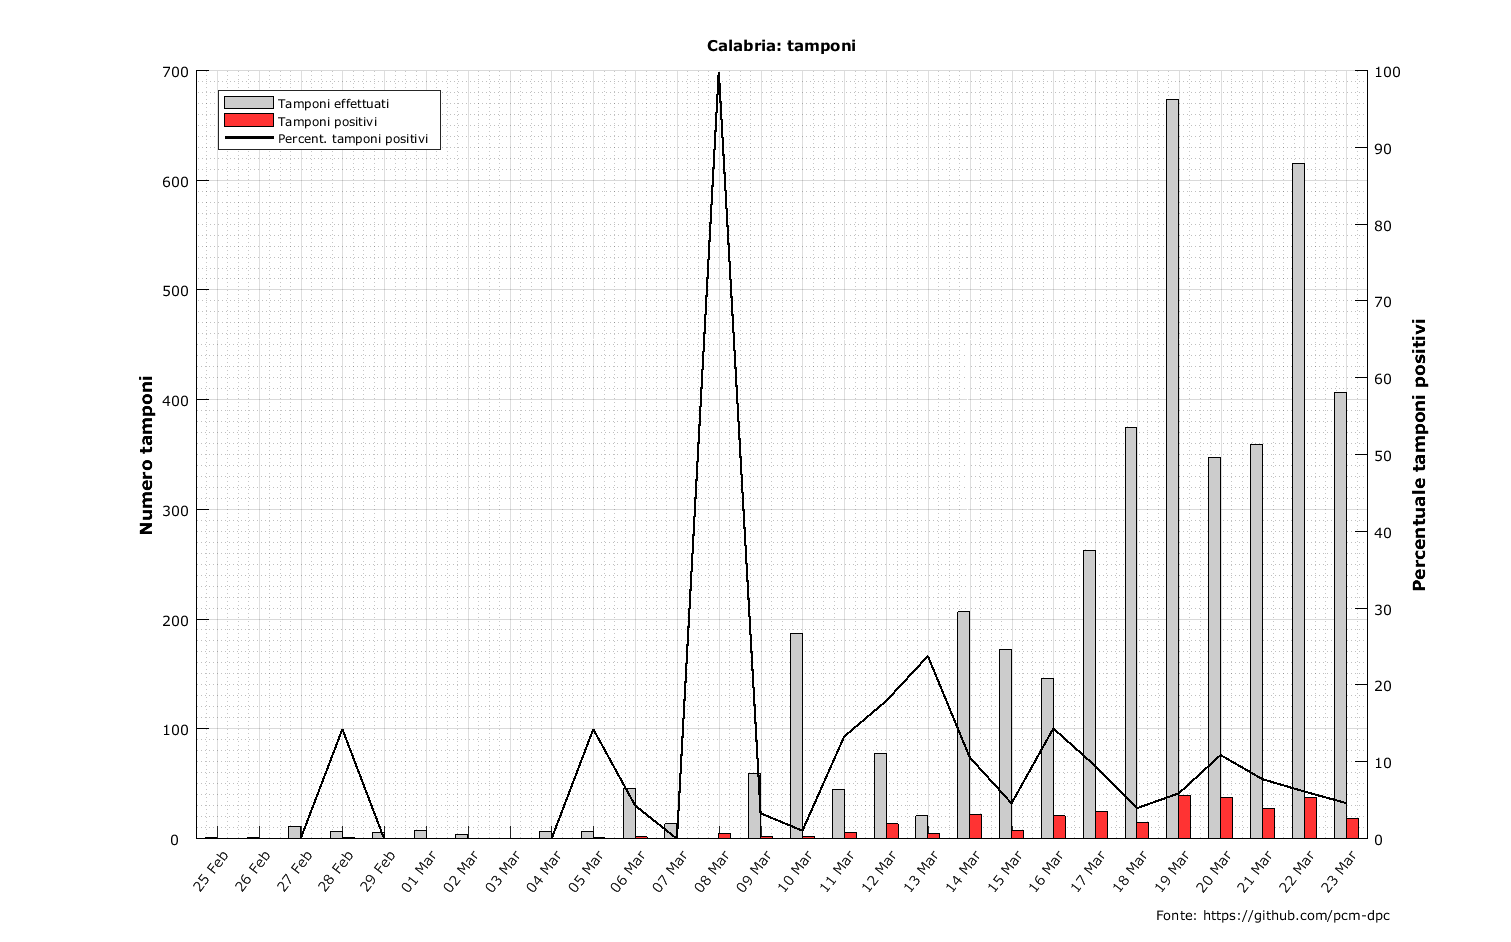 Calabria: tamponi
Tamponi effettuati
Tamponi positivi
Percent. tamponi positivi
Numero tamponi
700
600
500
400
300
200
100
0
Percentuale tamponi positivi
100
90
80
70
60
50
40
30
20
10
0
25 Feb
26 Feb
27 Feb
28 Feb
29 Feb
01 Mar
02 Mar
03 Mar
04 Mar
05 Mar
06 Mar
07 Mar
08 Mar
09 Mar
10 Mar
11 Mar
12 Mar
13 Mar
14 Mar
15 Mar
16 Mar
17 Mar
18 Mar
19 Mar
20 Mar
21 Mar
22 Mar
23 Mar
Fonte: https://github.com/pcm-dpc